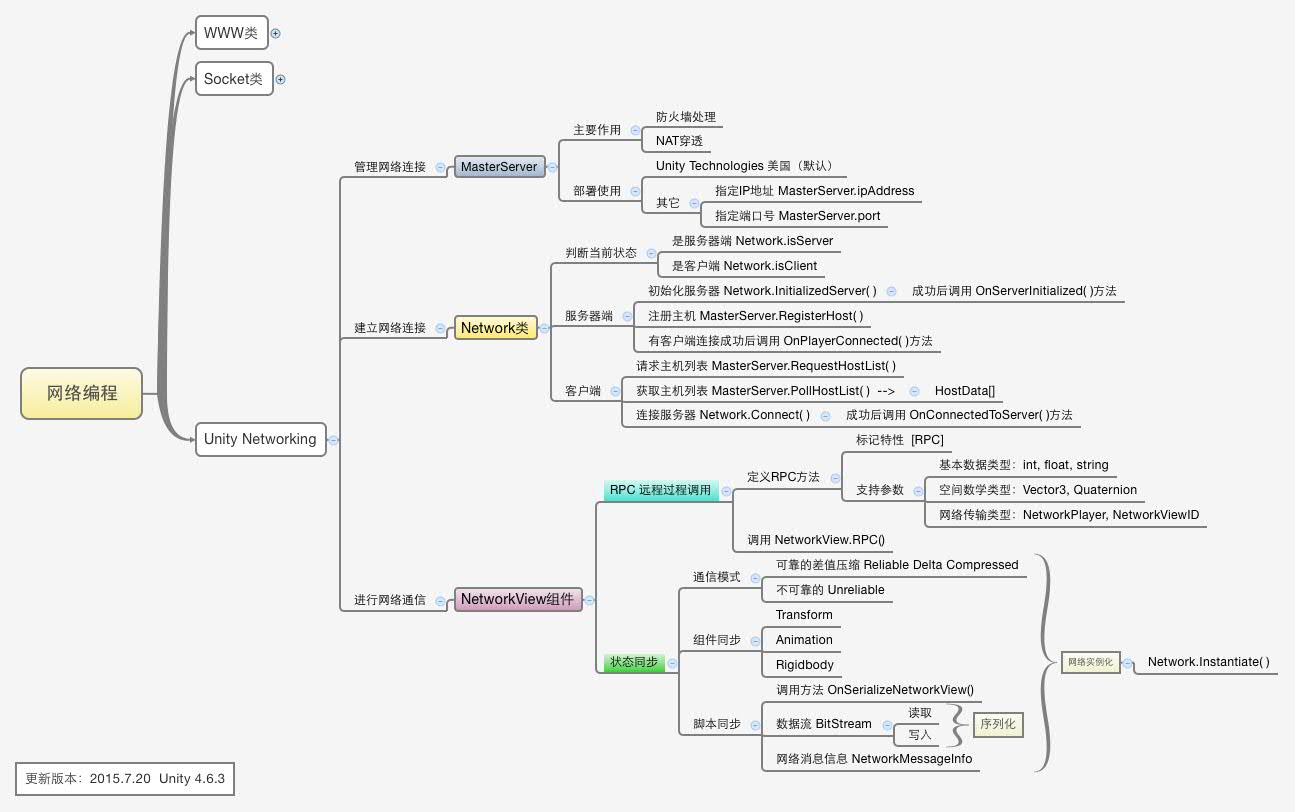 网络编程
WWW类
Socket类
Unity Networking
管理网络连接
MasterServer
主要作用
防火墙处理
NAT穿透
部署使用
Unity Technologies 美国（默认）
其它
指定IP地址 MasterServer.ipAddress
指定端口号 MasterServer.port
建立网络连接
Network类
判断当前状态
是服务器端 Network.isServer
是客户端 Network.isClient
服务器端
初始化服务器 Network.InitializedServer( )
成功后调用 OnServerInitialized( )方法
注册主机 MasterServer.RegisterHost( )
有客户端连接成功后调用 OnPlayerConnected( )方法
客户端
请求主机列表 MasterServer.RequestHostList( )
获取主机列表 MasterServer.PollHostList( ) -->
HostData[]
连接服务器 Network.Connect( )
成功后调用 OnConnectedToServer( )方法
进行网络通信
NetworkView组件
RPC 远程过程调用
定义RPC方法
标记特性 [RPC]
支持参数
基本数据类型：int, float, string
空间数学类型：Vector3, Quaternion
网络传输类型：NetworkPlayer, NetworkViewID
调用 NetworkView.RPC()
状态同步
通信模式
可靠的差值压缩 Reliable Delta Compressed
不可靠的 Unreliable
组件同步
Transform
Animation
Rigidbody
脚本同步
调用方法 OnSerializeNetworkView()
数据流 BitStream
读取
写入
序列化
网络消息信息 NetworkMessageInfo
网络实例化
Network.Instantiate( )
更新版本：2015.7.20 Unity 4.6.3